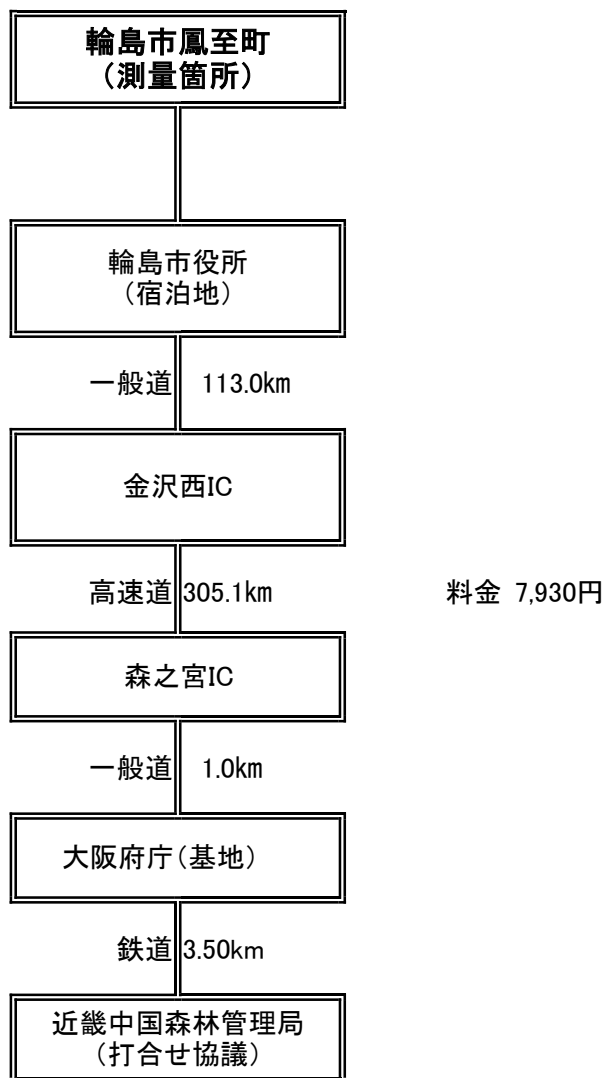 輪島市鳳至町
（測量箇所）
輪島市役所
（宿泊地）
一般道 113.0km
金沢西IC
高速道 305.1km 料金 7,930円
森之宮IC
一般道 1.0km
大阪府庁（基地）
鉄道 3.50km
近畿中国森林管理局
（打合せ協議）